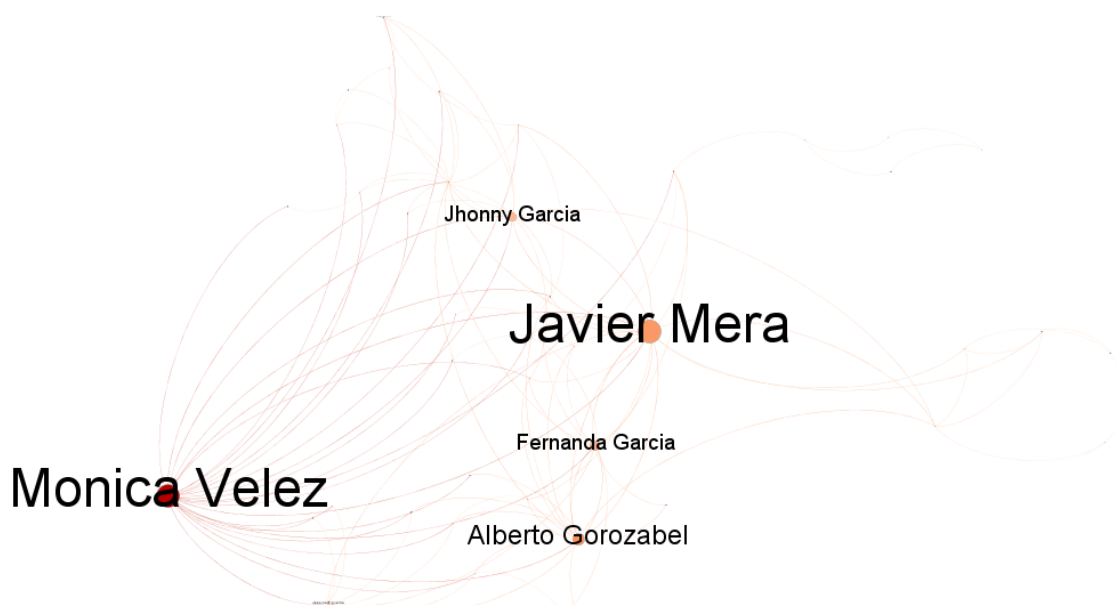 Jhonny Garcia
Javier Mera
Fernanda Garcia
Monica Velez
Alberto Gorozabel